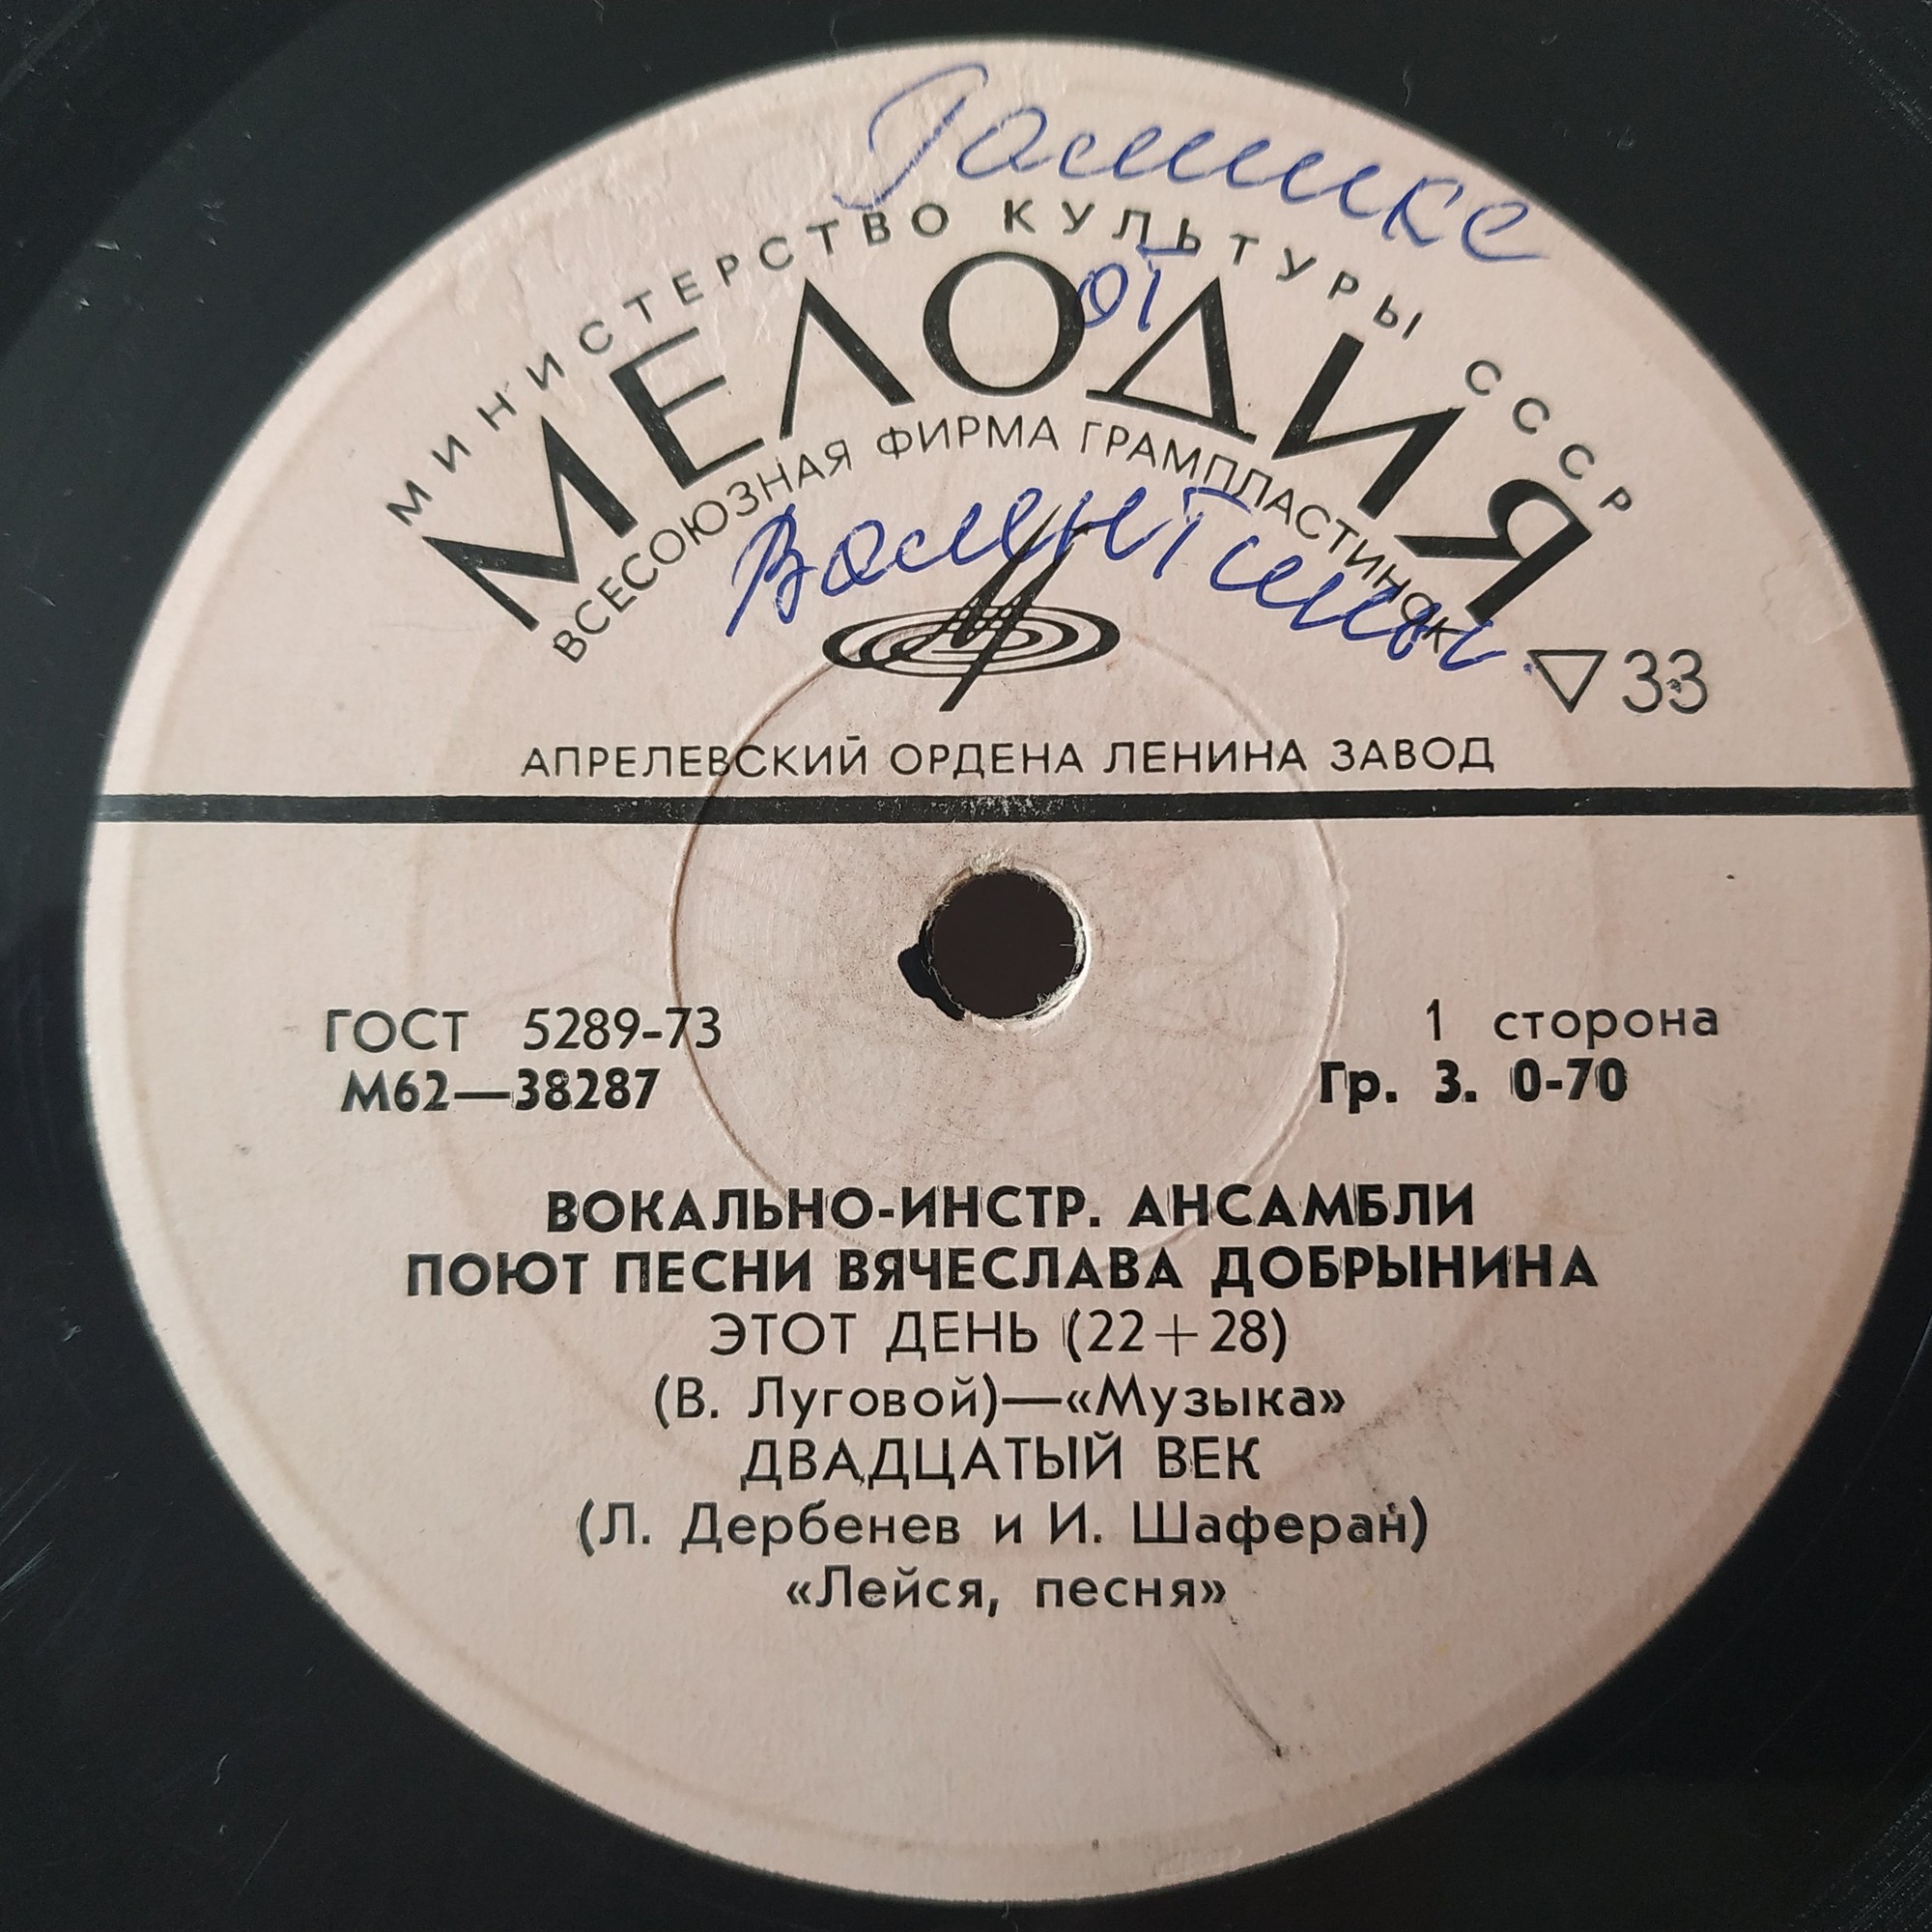 Галинке
МИНИСТЕРСТВО КУЛЬТУРЫ СССР
от
МЕЛОДИЯ
ВСЕСОЮЗНАЯ ФИРМА ГРАМПЛАСТИНОК
Валентины.
▽ 33
АПРЕЛЕВСКИЙ ОРДЕНА ЛЕНИНА ЗАВОД
ГОСТ 5289-73
М62—38287
1 сторона
Гр. 3. 0-70
ВОКАЛЬНО-ИНСТР. АНСАМБЛИ
ПОЮТ ПЕСНИ ВЯЧЕСЛАВА ДОБРЫНИНА
ЭТОТ ДЕНЬ (22+28)
(В. Луговой)—«Музыка»
ДВАДЦАТЫЙ ВЕК
(Л. Дербенев и И. Шаферан)
«Лейся, песня»